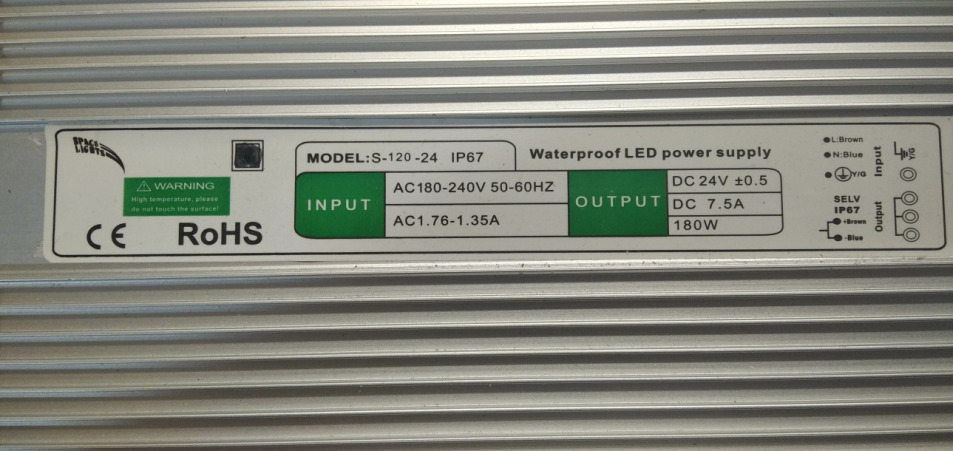 SPACE
LIGHTS
WARNING
High temperature, please
do not touch the surface!
CE RoHS
MODEL:S-120-24 IP67
Waterproof LED power supply
INPUT
AC180-240V 50-60HZ
AC1.76-1.35A
OUTPUT
DC 24V ±0.5
DC 7.5A
180W
L:Brown
N:Blue
Y/G
Input
Y/G
SELV
IP67
+Brown
-Blue
Output